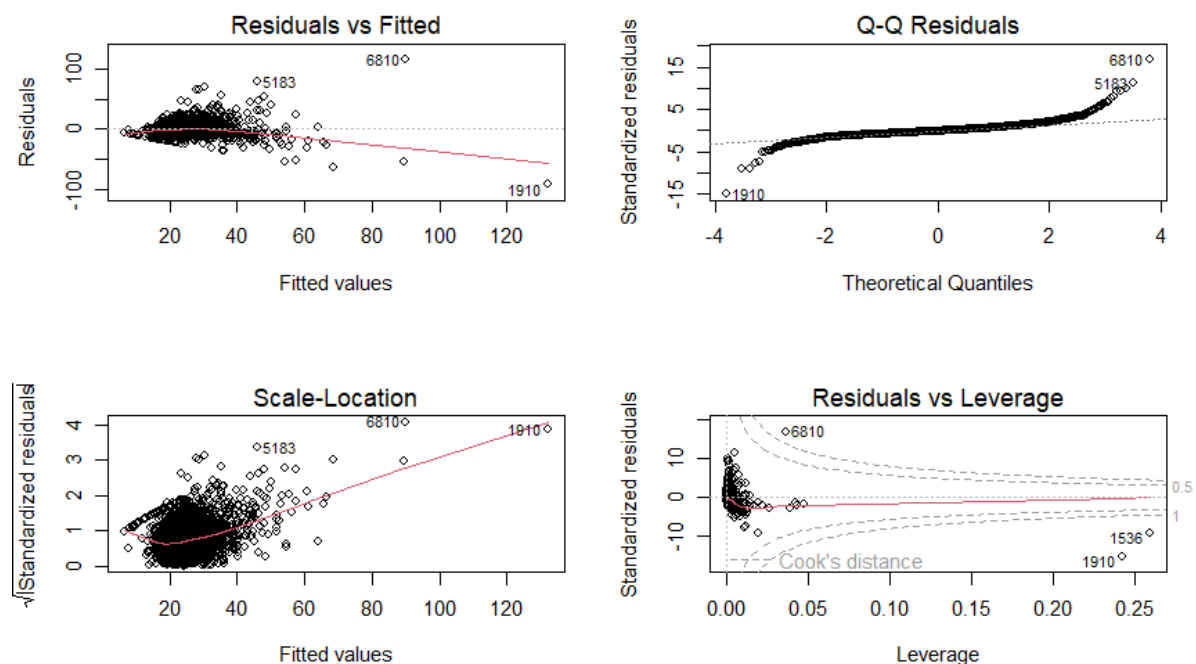 Residuals vs Fitted
Residuals
100
0
-100
6810
5183
1910
20 40 60 80 100 120
Fitted values
Q-Q Residuals
Standardized residuals
15
5
-5
-15
6810
5183
1910
-4 -2 0 2 4
Theoretical Quantiles
Scale-Location
√|Standardized residuals|
4
3
2
1
0
6810
1910
5183
20 40 60 80 100 120
Fitted values
Residuals vs Leverage
Standardized residuals
10
0
-10
6810
0.5
1
1536
1910
Cook's distance
0.00 0.05 0.10 0.15 0.20 0.25
Leverage